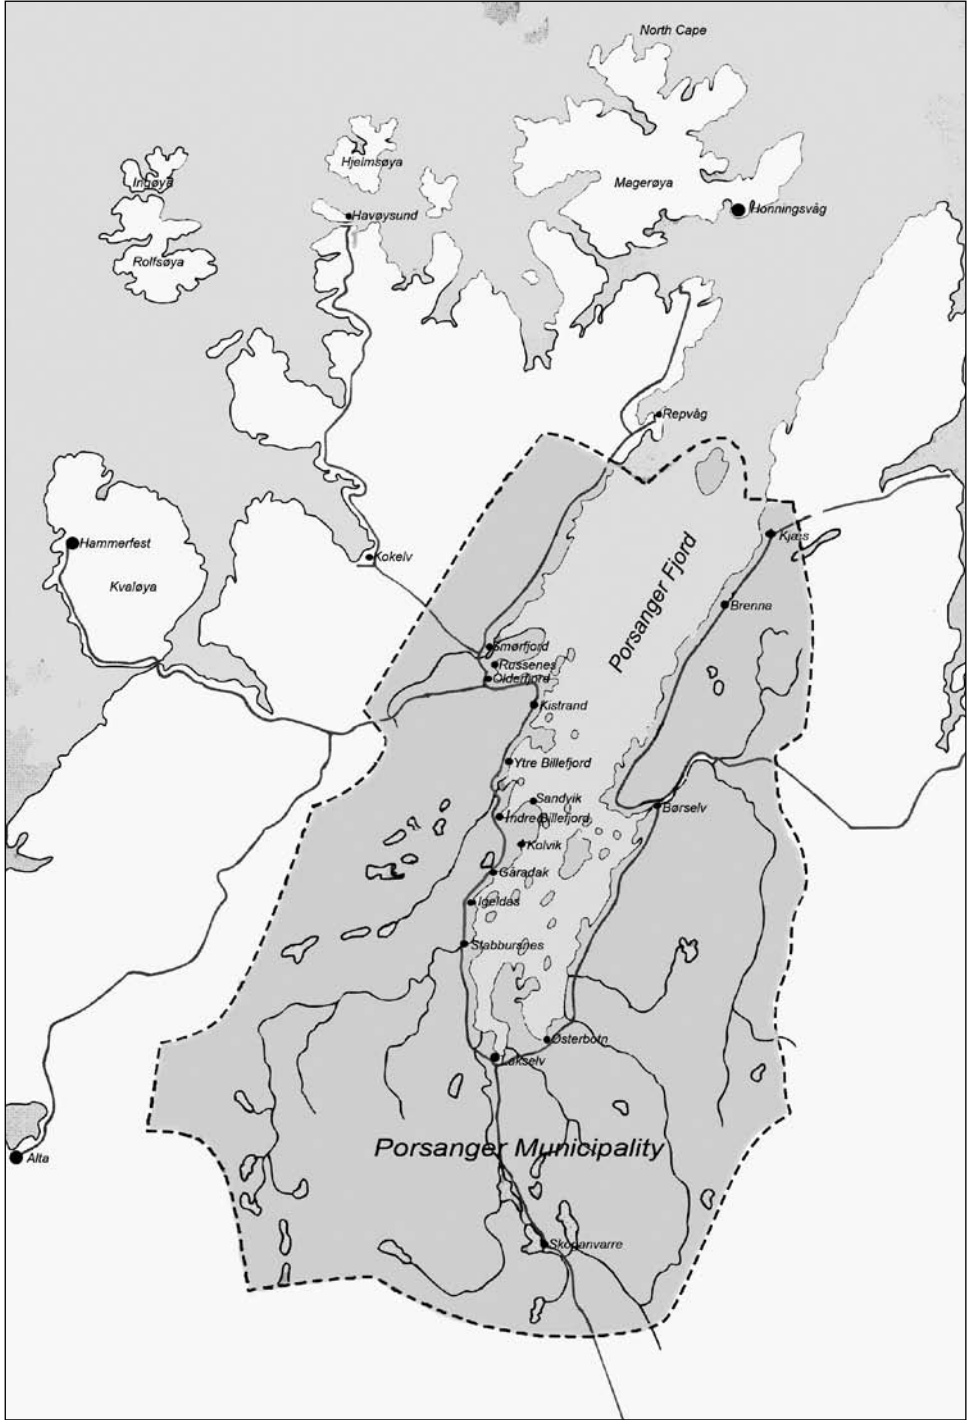 North Cape
Hjelmsøya
Ingøya
Magerøya
Honningsvåg
Havøysund
Rolfsøya
Repvåg
Hammerfest
Kjæs
Kokelv
Kvaløya
Porsanger Fjord
Brenna
Smørfjord
Russenes
Olderfjord
Kistrand
Ytre Billefjord
Sandvik
Børselv
Indre Billefjord
Kolvik
Gåradak
Igeldas
Stabbursnes
Østerbotn
Lakselv
Porsanger Municipality
Alta
Skoganvarre